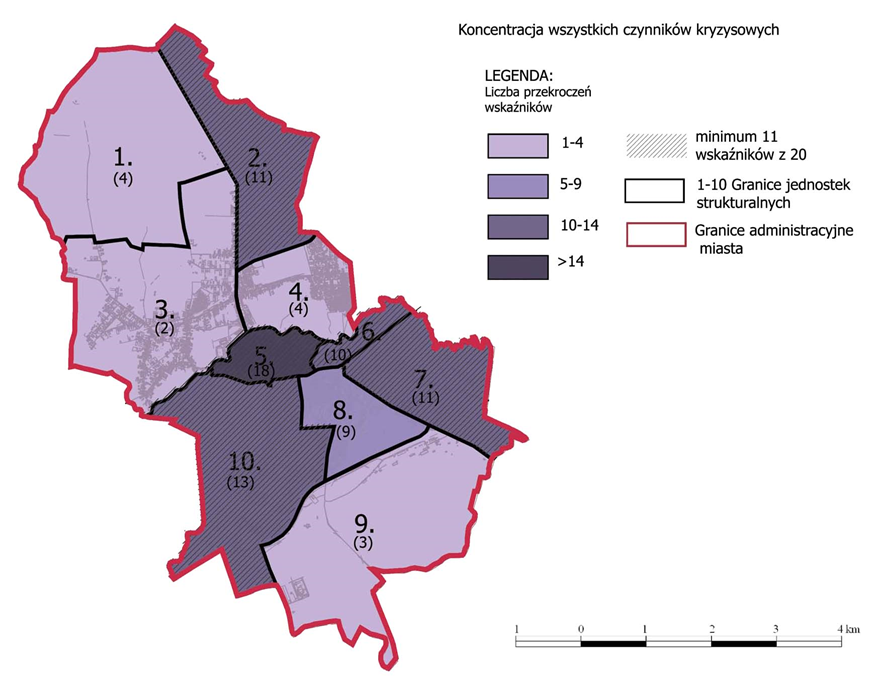 Koncentracja wszystkich czynników kryzysowych
LEGENDA:
Liczba przekroczeń
wskaźników
1-4
5-9
10-14
>14
minimum 11
wskaźników z 20
1-10 Granice jednostek
strukturalnych
Granice administracyjne
miasta
1.
(4)
2.
(11)
3.
(2)
4.
(4)
5.
(18)
6.
(10)
7.
(11)
8.
(9)
9.
(3)
10.
(13)
1 0 1 2 3 4 km